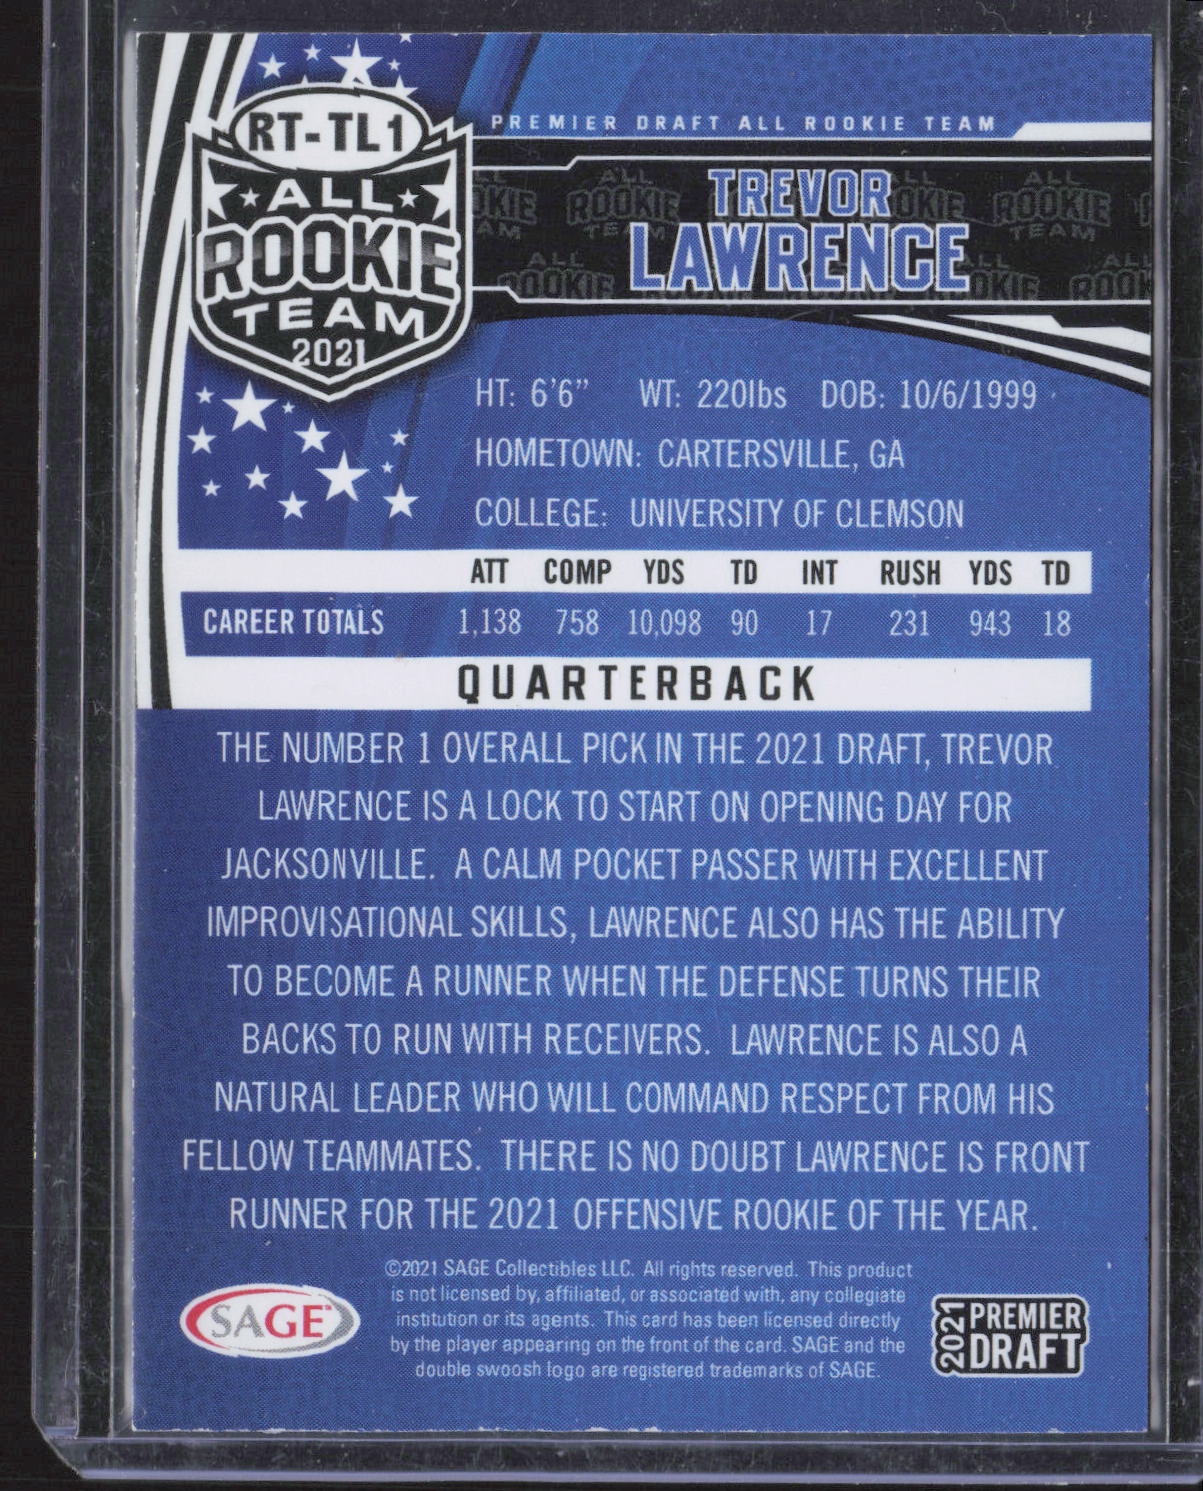 RT-TL1
ALL
ROOKIE
TEAM
2021
PREMIER DRAFT ALL ROOKIE TEAM
TREVOR
LAWRENCE
HT: 6'6” WT: 220lbs DOB: 10/6/1999
HOMETOWN: CARTERSVILLE, GA
COLLEGE: UNIVERSITY OF CLEMSON
ATT COMP YDS TD INT RUSH YDS TD
CAREER TOTALS 1,138 758 10,098 90 17 231 943 18
QUARTERBACK
THE NUMBER 1 OVERALL PICK IN THE 2021 DRAFT, TREVOR
LAWRENCE IS A LOCK TO START ON OPENING DAY FOR
JACKSONVILLE. A CALM POCKET PASSER WITH EXCELLENT
IMPROVISATIONAL SKILLS, LAWRENCE ALSO HAS THE ABILITY
TO BECOME A RUNNER WHEN THE DEFENSE TURNS THEIR
BACKS TO RUN WITH RECEIVERS. LAWRENCE IS ALSO A
NATURAL LEADER WHO WILL COMMAND RESPECT FROM HIS
FELLOW TEAMMATES. THERE IS NO DOUBT LAWRENCE IS FRONT
RUNNER FOR THE 2021 OFFENSIVE ROOKIE OF THE YEAR.
SAGE
©2021 SAGE Collectibles LLC. All rights reserved. This product
is not licensed by, affiliated, or associated with, any collegiate
institution or its agents. This card has been licensed directly
by the player appearing on the front of the card. SAGE and the
double swoosh logo are registered trademarks of SAGE.
2021 PREMIER
DRAFT